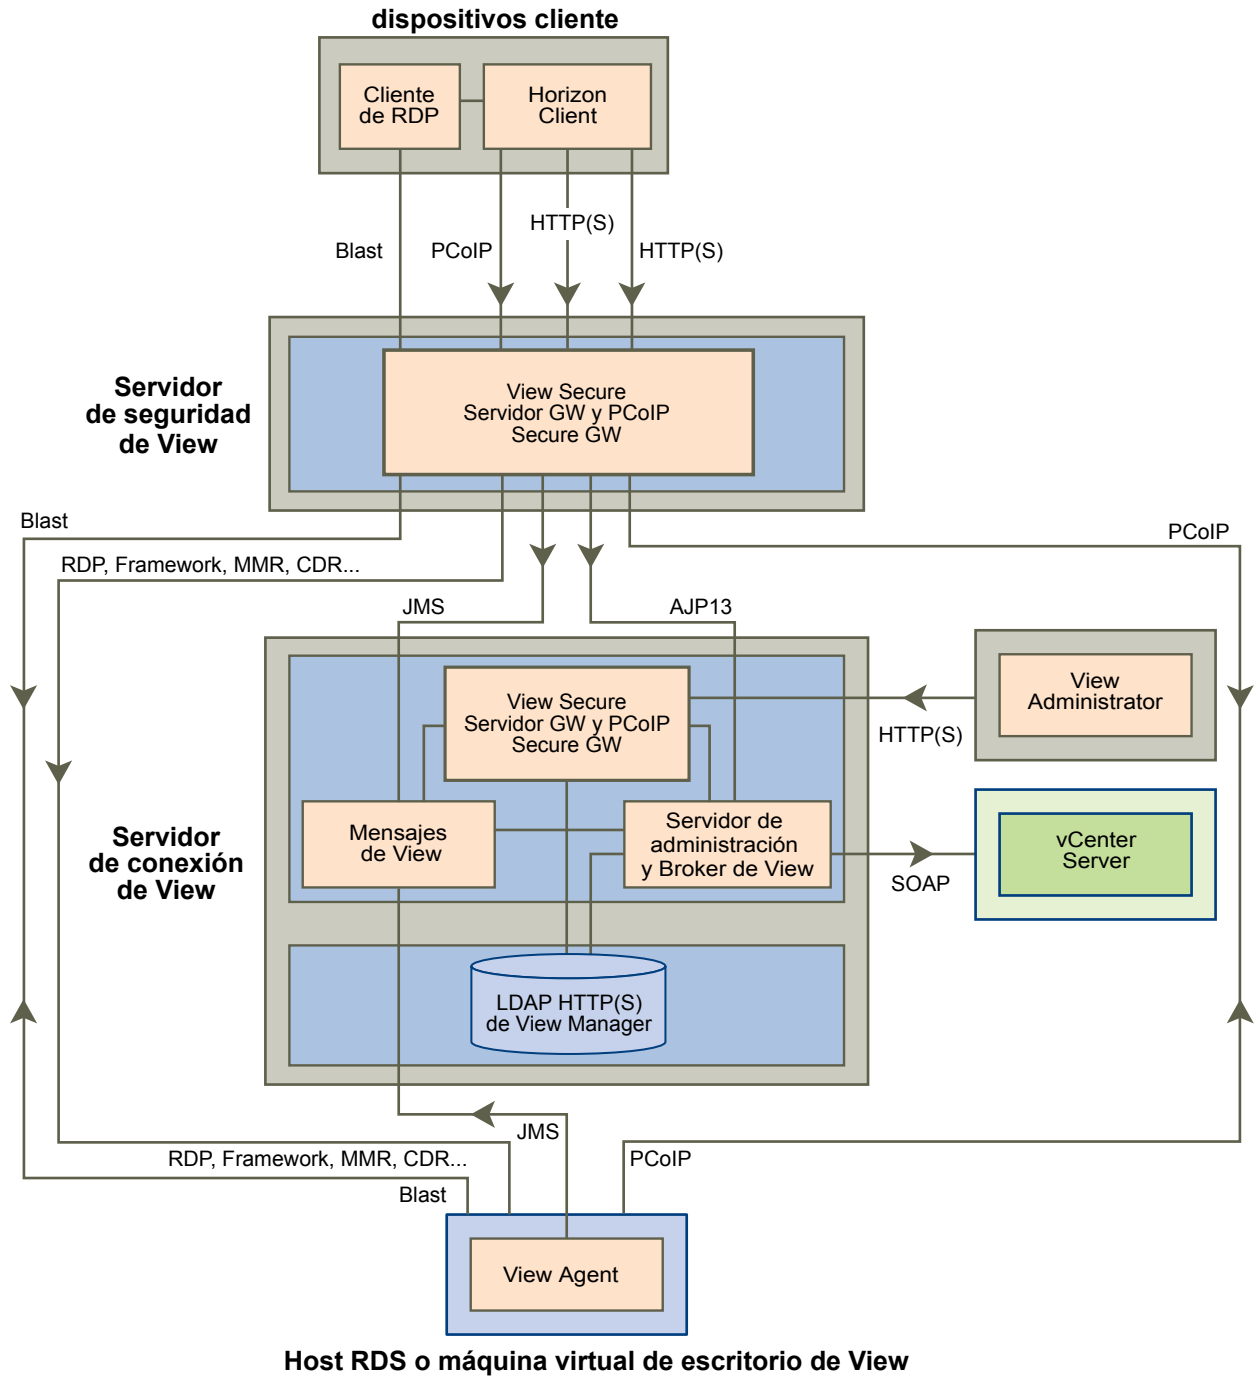 dispositivos cliente
Cliente
de RDP
Horizon
Client
Blast
PCoIP
HTTP(S)
HTTP(S)
Servidor
de seguridad
de View
View Secure
Servidor GW y PCoIP
Secure GW
Blast
RDP, Framework, MMR, CDR...
JMS
AJP13
PCoIP
View Secure
Servidor GW y PCoIP
Secure GW
HTTP(S)
View
Administrator
Servidor
de conexión
de View
Mensajes
de View
Servidor de
administración
y Broker de View
SOAP
vCenter
Server
LDAP HTTP(S)
de View Manager
JMS
RDP, Framework, MMR, CDR...
PCoIP
Blast
View Agent
Host RDS o máquina virtual de escritorio de View